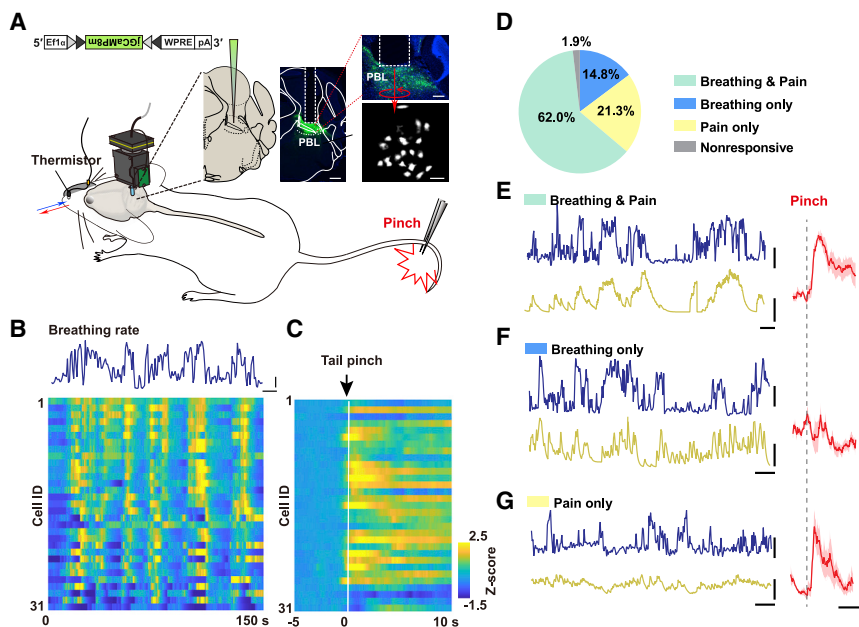 A
5′ Ef1α jGCaMP8m WPRE pA 3′
PBL
PBL
Thermistor
Pinch
B
Breathing rate
1
Cell ID
31
0
150 s
C
Tail pinch
1
Cell ID
31
-5
0
10 s
2.5
Z-score
-1.5
D
1.9%
14.8%
62.0%
21.3%
Breathing & Pain
Breathing only
Pain only
Nonresponsive
E
Breathing & Pain
Pinch
F
Breathing only
G
Pain only